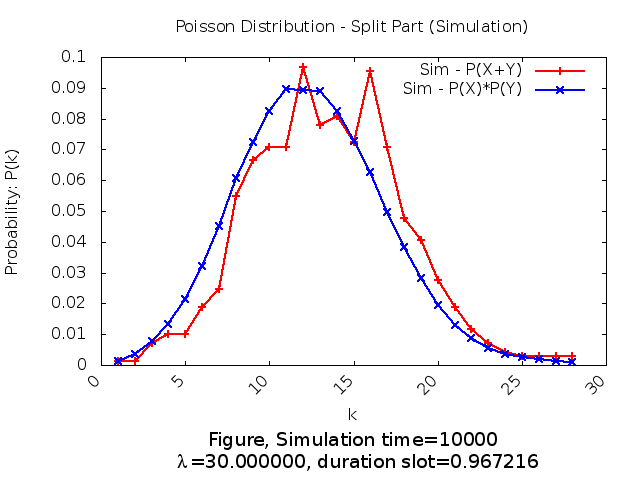 Poisson Distribution - Split Part (Simulation)
0.1
0.09
0.08
0.07
0.06
0.05
0.04
0.03
0.02
0.01
0
Probability: P(k)
Sim - P(X+Y)
Sim - P(X)*P(Y)
0
5
10
15
20
25
30
k
Figure, Simulation time=10000
λ=30.000000, duration slot=0.967216